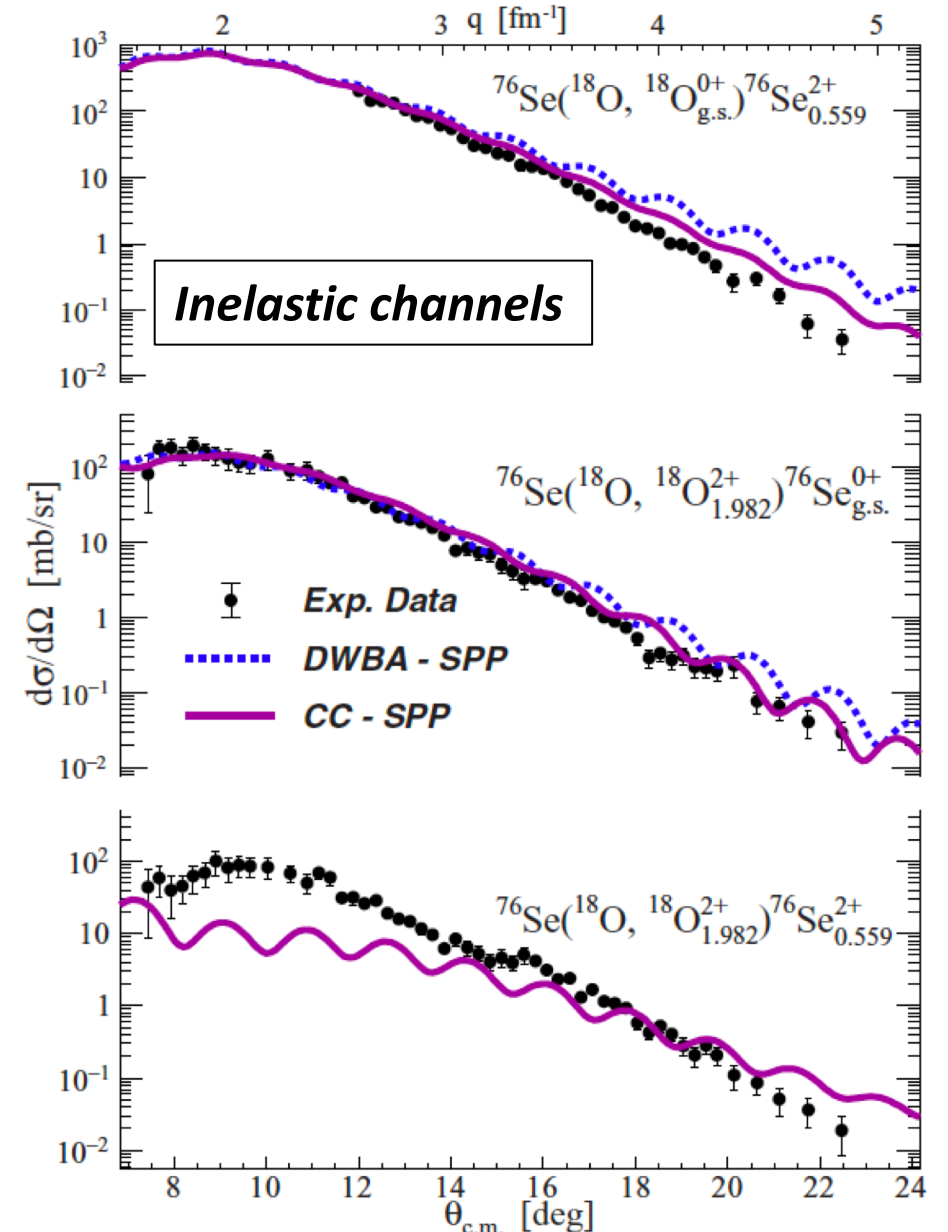 2 3 q [fm⁻¹] 4 5
10³
⁷⁶Se(¹⁸O, ¹⁸O⁰⁺g.s.)⁷⁶Se²⁺0.559
10²
10
1
Inelastic channels
10⁻¹
10⁻²
10²
⁷⁶Se(¹⁸O, ¹⁸O²⁺1.982)⁷⁶Se⁰⁺g.s.
10
Exp. Data
1
DWBA - SPP
10⁻¹
CC - SPP
10⁻²
dσ/dΩ [mb/sr]
10²
⁷⁶Se(¹⁸O, ¹⁸O²⁺1.982)⁷⁶Se²⁺0.559
10
1
10⁻¹
10⁻²
8 10 12 14 16 18 20 22 24
θc.m. [deg]